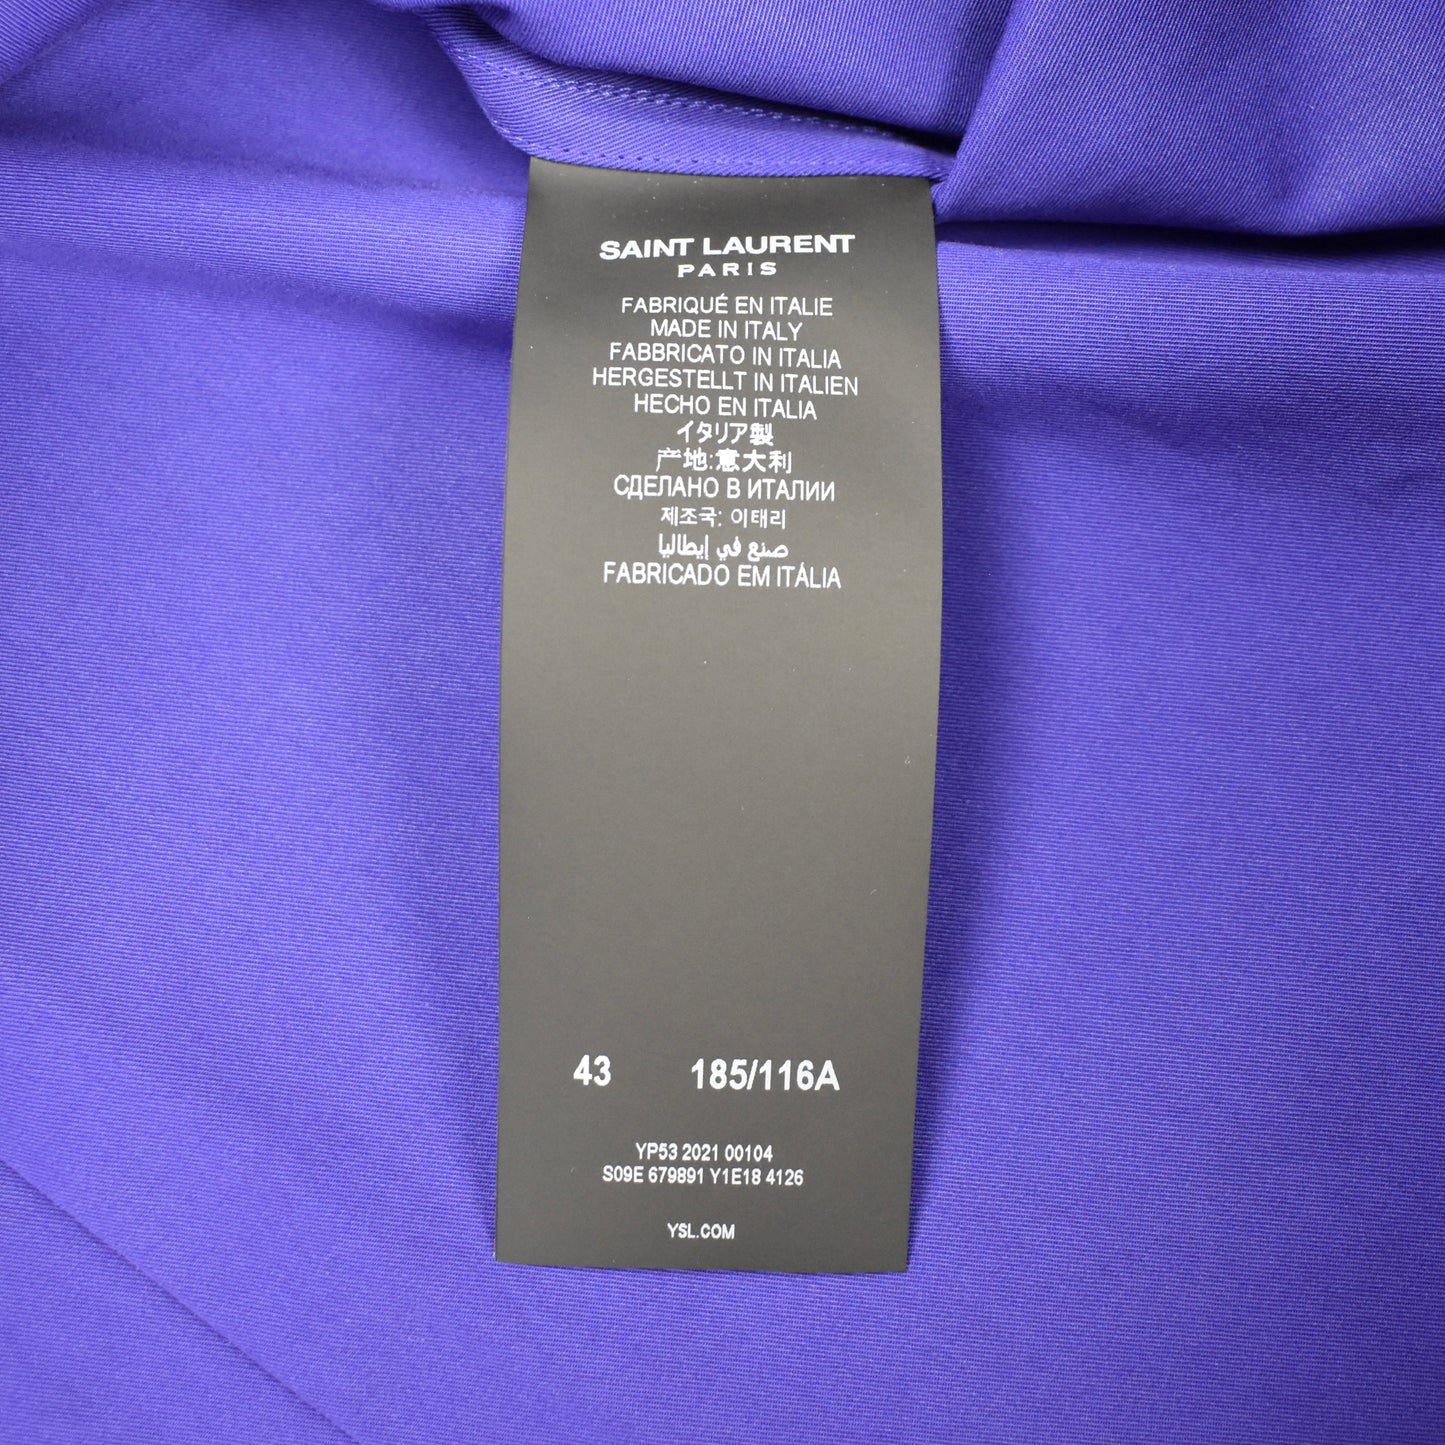 SAINT LAURENT
PARIS
FABRIQUÉ EN ITALIE
MADE IN ITALY
FABBRICATO IN ITALIA
HERGESTELLT IN ITALIEN
HECHO EN ITALIA
イタリア製
产地:意大利
СДЕЛАНО В ИТАЛИИ
제조국: 이태리
صنع في إيطاليا
FABRICADO EM ITÁLIA
43 185/116A
YP53 2021 00104
S09E 679891 Y1E18 4126
YSL.COM